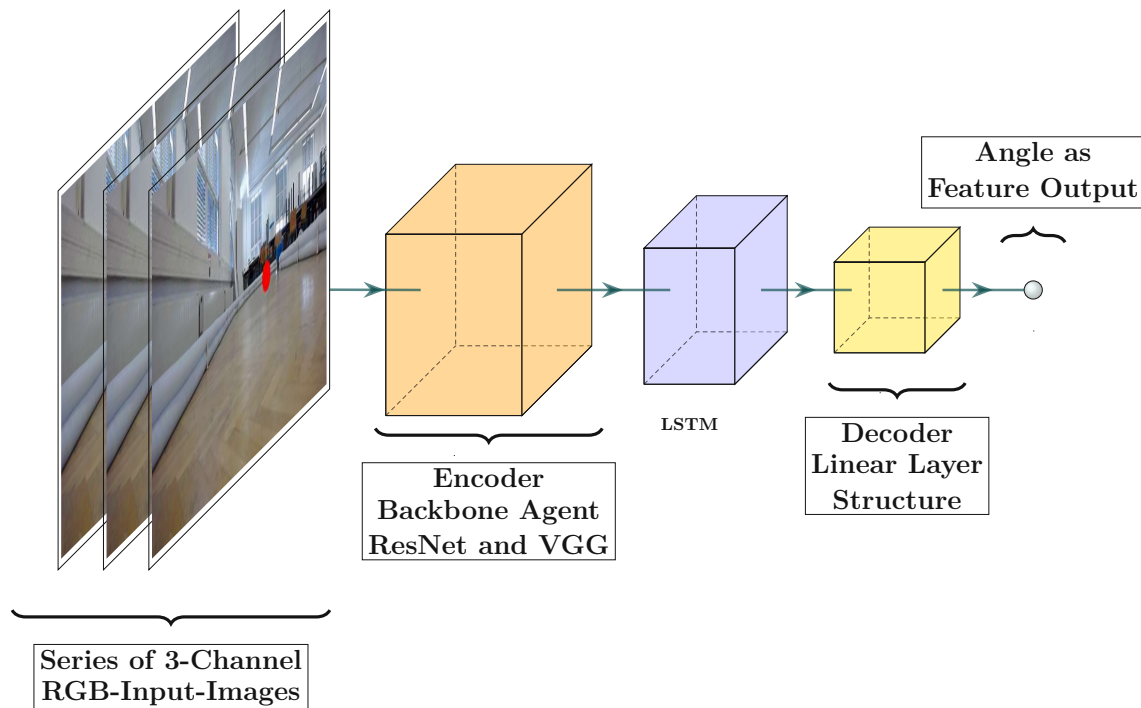 Series of 3-Channel
RGB-Input-Images
Encoder
Backbone Agent
ResNet and VGG
LSTM
Decoder
Linear Layer
Structure
Angle as
Feature Output